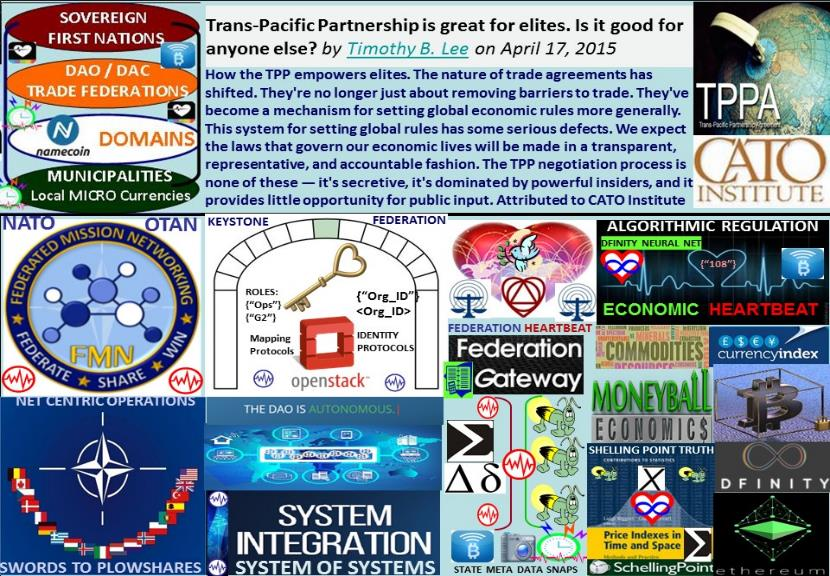 SOVEREIGN
FIRST NATIONS
DAO / DAC
TRADE FEDERATIONS
namecoin
DOMAINS
MUNICIPALITIES
Local MICRO Currencies
Trans-Pacific Partnership is great for elites. Is it good for
anyone else? by Timothy B. Lee on April 17, 2015
How the TPP empowers elites. The nature of trade agreements has
shifted. They're no longer just about removing barriers to trade. They've
become a mechanism for setting global economic rules more generally.
This system for setting global rules has some serious defects. We expect
the laws that govern our economic lives will be made in a transparent,
representative, and accountable fashion. The TPP negotiation process is
none of these — it's secretive, it's dominated by powerful insiders, and it
provides little opportunity for public input. Attributed to CATO Institute
TPPA
Trans-Pacific Partnership Agreement
CATO
INSTITUTE
NATO
OTAN
FEDERATED MISSION NETWORKING
FMN
FEDERATE ★ SHARE ★ WIN
NET CENTRIC OPERATIONS
SWORDS TO PLOWSHARES
KEYSTONE
FEDERATION
ROLES:
{"Ops"}
{"G2"}
{"Org_ID"}
<Org_ID>
Mapping
Protocols
IDENTITY
PROTOCOLS
openstack™
THE DAO IS AUTONOMOUS.|
SYSTEM
INTEGRATION
SYSTEM OF SYSTEMS
FEDERATION HEARTBEAT
Federation
Gateway
Σ
Δ δ
STATE META DATA SNAPS
ALGORITHMIC REGULATION
DFINITY NEURAL NET
{"108"}
ECONOMIC HEARTBEAT
COMMODITIES
RESOURCES
£ $ € ¥
currencyindex
MONEYBALL
ECONOMIC$
SHELLING POINT TRUTH
CONTRIBUTIONS TO STATISTICS
X
Price Indexes in
Time and Space
Methods and Practice
Σ
SchellingPoint
DFINITY
ethereum